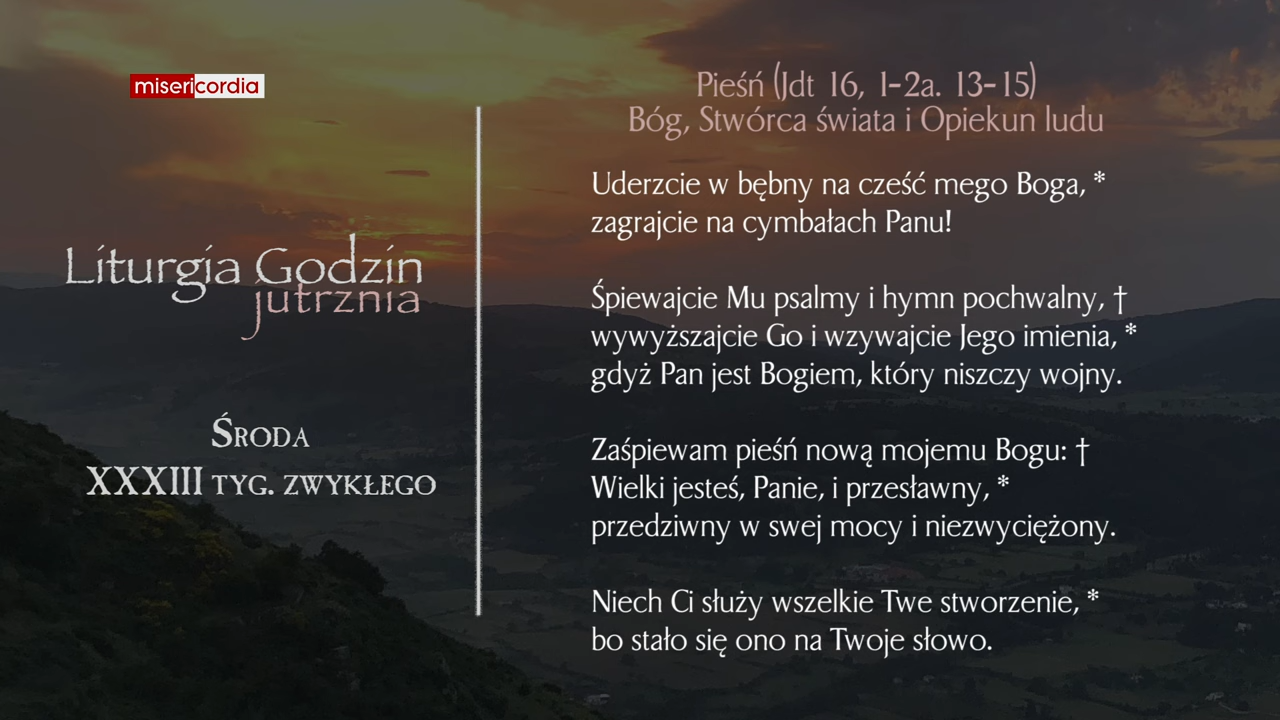 misericordia
Liturgia Godzin
jutrznia
Środa
XXXIII tyg. zwykłego
Pieśń (Jdt 16, 1-2a. 13-15)
Bóg, Stwórca świata i Opiekun ludu
Uderzcie w bębny na cześć mego Boga, *
zagrajcie na cymbałach Panu!
Śpiewajcie Mu psalmy i hymn pochwalny, †
wywyższajcie Go i wzywajcie Jego imienia, *
gdyż Pan jest Bogiem, który niszczy wojny.
Zaśpiewam pieśń nową mojemu Bogu: †
Wielki jesteś, Panie, i przesławny, *
przedziwny w swej mocy i niezwyciężony.
Niech Ci służy wszelkie Twe stworzenie, *
bo stało się ono na Twoje słowo.